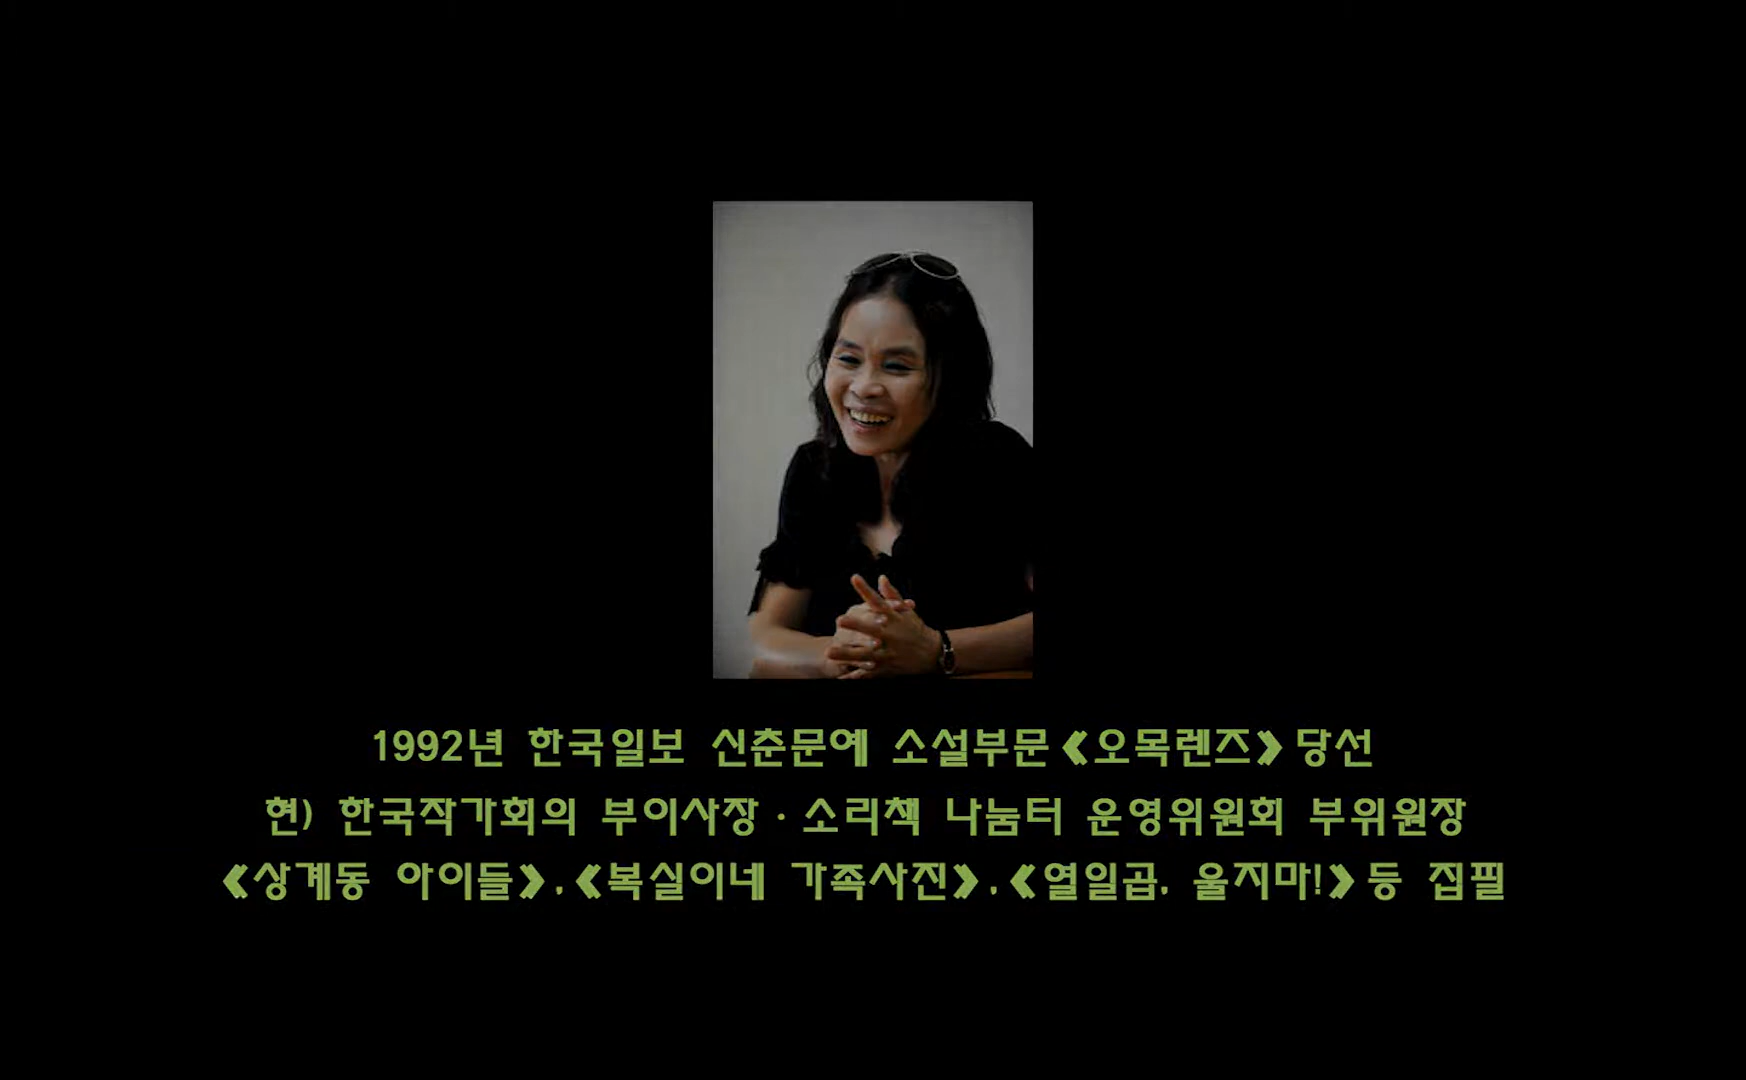 1992년 한국일보 신춘문예 소설부문《오목렌즈》당선
현) 한국작가회의 부이사장·소리책 나눔터 운영위원회 부위원장
《상계동 아이들》,《복실이네 가족사진》,《열일곱, 울지마!》등 집필